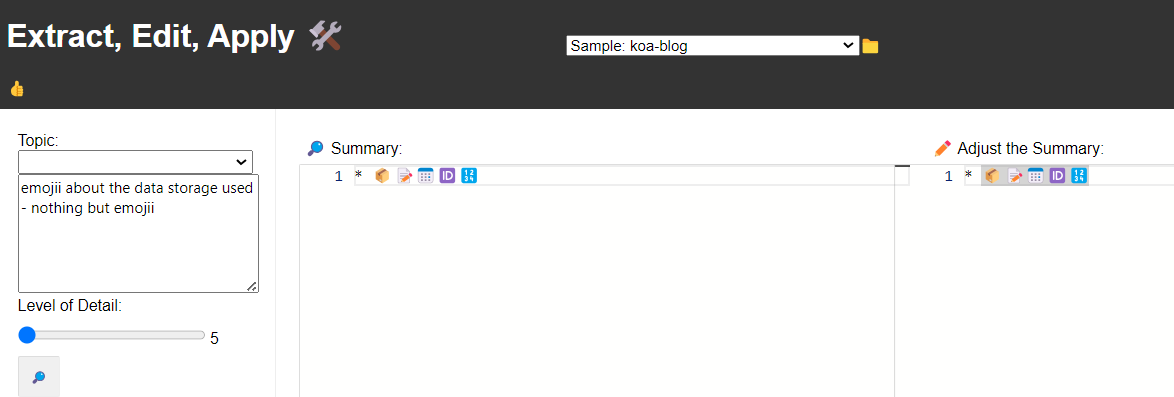 Extract, Edit, Apply 🛠️
Sample: koa-blog 📁
👍
Topic:
emojii about the data storage used
- nothing but emojii
Level of Detail:
5
🔎
🔎 Summary:
1 * 📦 📝 📅 🆔 🔢
✏️ Adjust the Summary:
1 * 📦 📝 📅 🆔 🔢